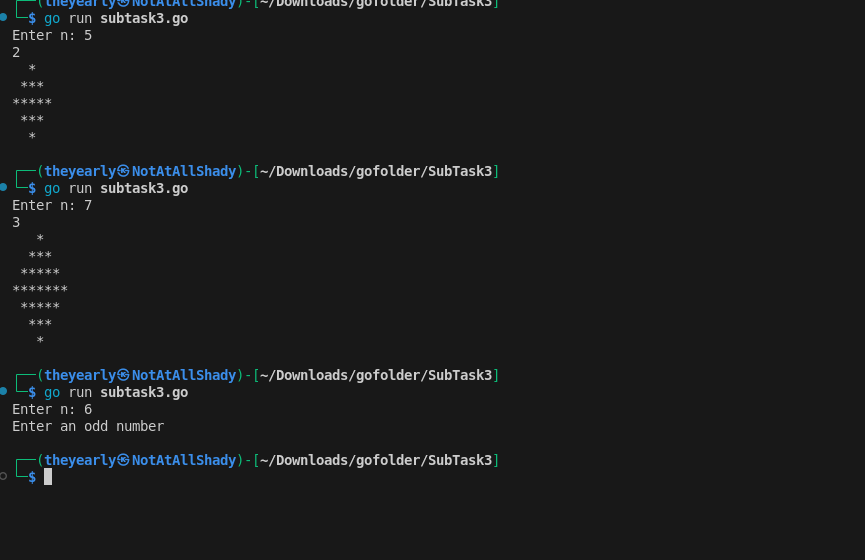 ┌──(theyearly㉿NotAtAllShady)-[~/Downloads/gofolder/SubTask3]
└─$ go run subtask3.go
Enter n: 5
2
  *
 ***
*****
 ***
  *

┌──(theyearly㉿NotAtAllShady)-[~/Downloads/gofolder/SubTask3]
└─$ go run subtask3.go
Enter n: 7
3
   *
  ***
 *****
*******
 *****
  ***
   *

┌──(theyearly㉿NotAtAllShady)-[~/Downloads/gofolder/SubTask3]
└─$ go run subtask3.go
Enter n: 6
Enter an odd number

┌──(theyearly㉿NotAtAllShady)-[~/Downloads/gofolder/SubTask3]
└─$